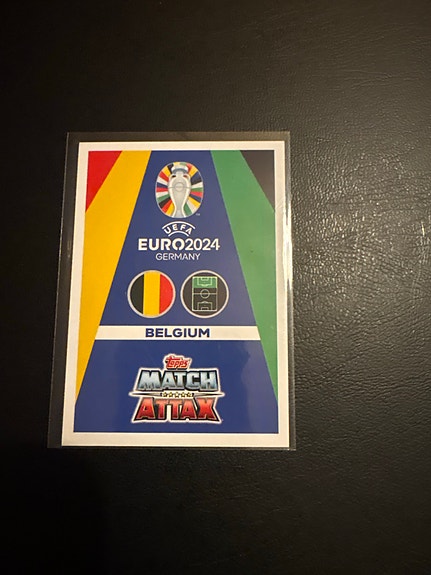 UEFA
EURO2024
GERMANY
BELGIUM
Topps
MATCH
ATTAX